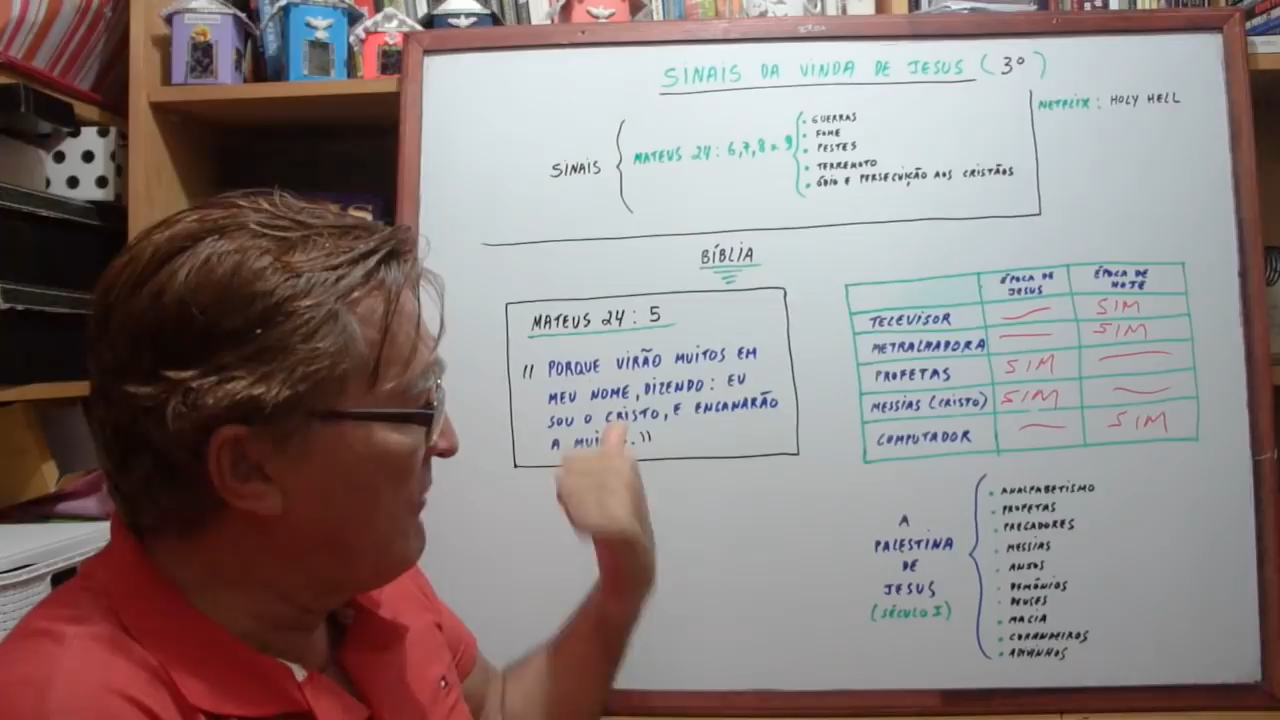 SINAIS DA VINDA DE JESUS (3º)
NETFLIX: HOLY HELL
SINAIS
MATEUS 24: 6,7,8 e 9
• GUERRAS
• FOME
• PESTES
• TERREMOTO
• ÓDIO E PERSEGUIÇÃO AOS CRISTÃOS
BÍBLIA
MATEUS 24: 5
" PORQUE VIRÃO MUITOS EM
MEU NOME, DIZENDO: EU
SOU O CRISTO, E ENGANARÃO
A MUI
."
ÉPOCA DE JESUS ÉPOCA DE HOJE
TELEVISOR — SIM
METRALHADORA — SIM
PROFETAS SIM —
MESSIAS (CRISTO) SIM —
COMPUTADOR — SIM
A
PALESTINA
DE
JESUS
(SÉCULO I)
• ANALFABETISMO
• PROFETAS
• PREGADORES
• MESSIAS
• ANJOS
• DEMÔNIOS
• DEUSES
• MAGIA
• CURANDEIROS
• ADIVINHOS